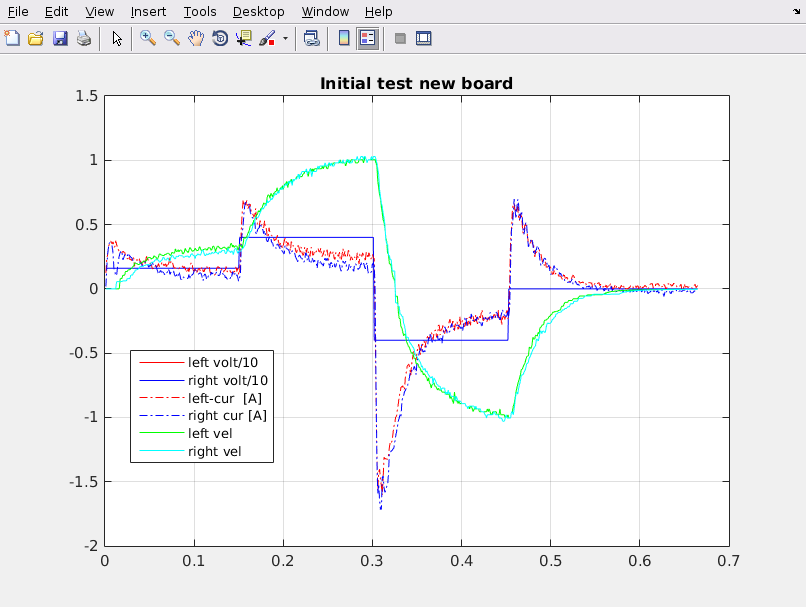 File Edit View Insert Tools Desktop Window Help
Initial test new board
1.5
1
0.5
0
-0.5
-1
-1.5
-2
left volt/10
right volt/10
left-cur [A]
right cur [A]
left vel
right vel
0 0.1 0.2 0.3 0.4 0.5 0.6 0.7